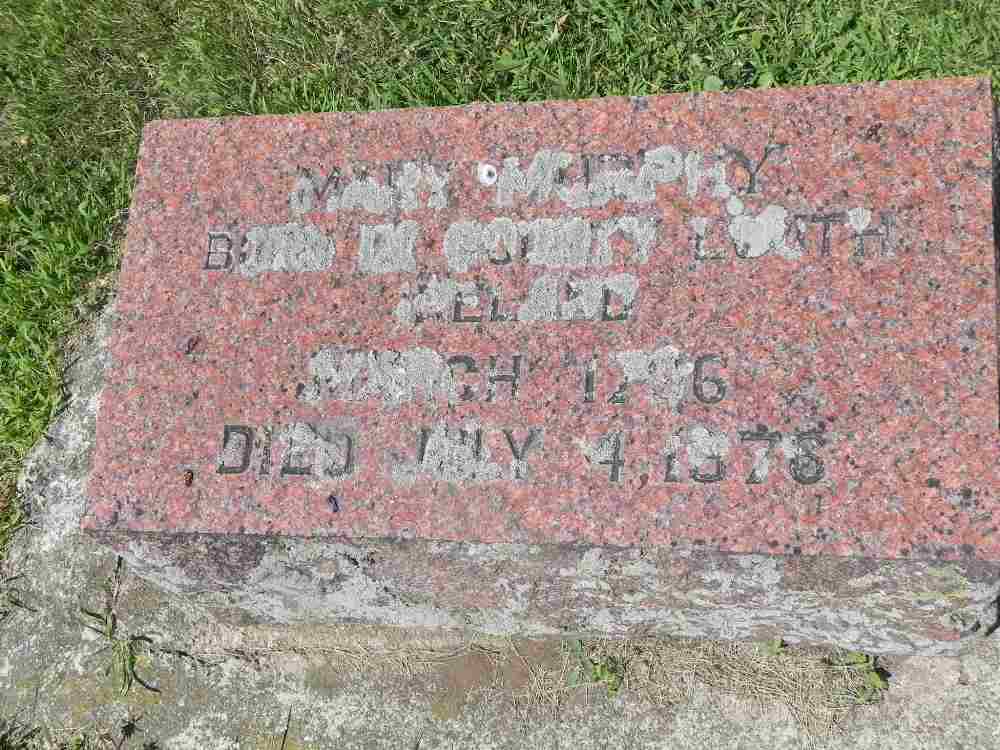 MARY MURPHY
BORN IN COUNTY LOUTH
IRELAND
MARCH
DIED JULY 4,